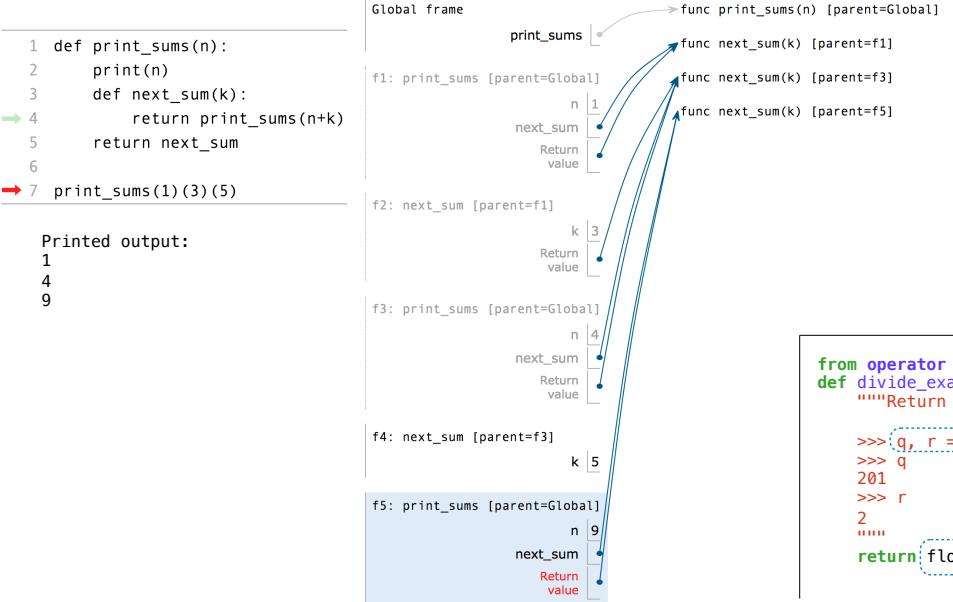 1 def print_sums(n):
2 print(n)
3 def next_sum(k):
4 return print_sums(n+k)
5 return next_sum
6
7 print_sums(1)(3)(5)
Printed output:
1
4
9
Global frame
print_sums
f1: print_sums [parent=Global]
n 1
next_sum
Return
value
f2: next_sum [parent=f1]
k 3
Return
value
f3: print_sums [parent=Global]
n 4
next_sum
Return
value
f4: next_sum [parent=f3]
k 5
f5: print_sums [parent=Global]
n 9
next_sum
Return
value
func print_sums(n) [parent=Global]
func next_sum(k) [parent=f1]
func next_sum(k) [parent=f3]
func next_sum(k) [parent=f5]
from operator
def divide_exa
"""Return
>>> q, r =
>>> q
201
>>> r
2
"""
return flo